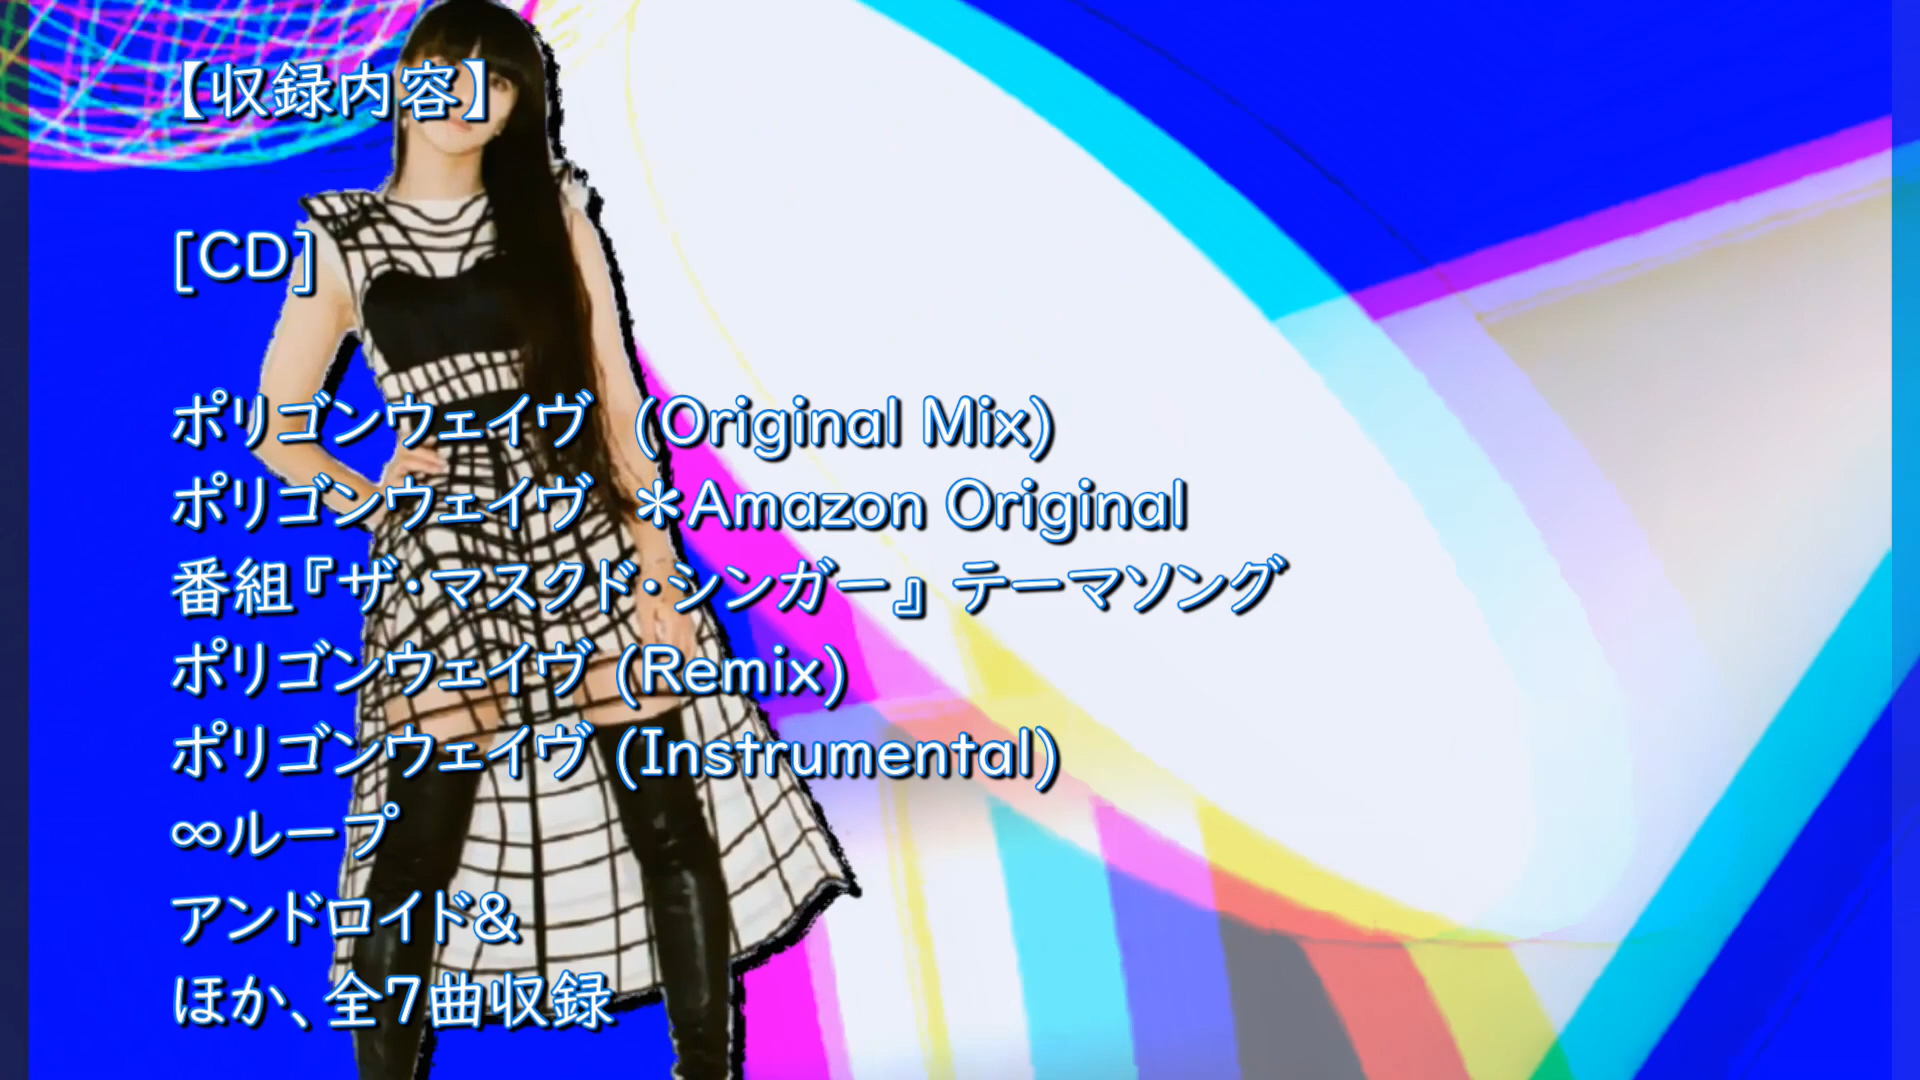 【収録内容】
[CD]
ポリゴンウェイヴ (Original Mix)
ポリゴンウェイヴ ＊Amazon Original
番組『ザ・マスクド・シンガー』 テーマソング
ポリゴンウェイヴ (Remix)
ポリゴンウェイヴ (Instrumental)
∞ループ
アンドロイド&
ほか、全7曲収録